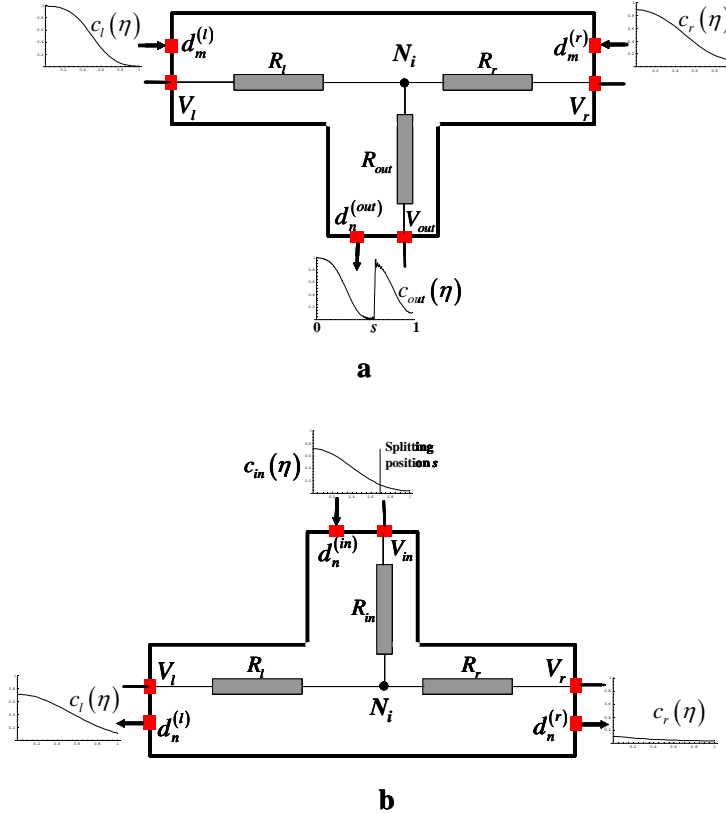 c_l(η)
d_m^(l)
R_l
N_i
R_r
d_m^(r)
c_r(η)
V_l
V_r
R_out
d_n^(out)
V_out
c_out(η)
0 s 1
a
c_in(η)
Splitting
position s
d_n^(in)
V_in
R_in
V_l
R_l
R_r
V_r
N_i
c_l(η)
d_n^(l)
d_n^(r)
c_r(η)
b